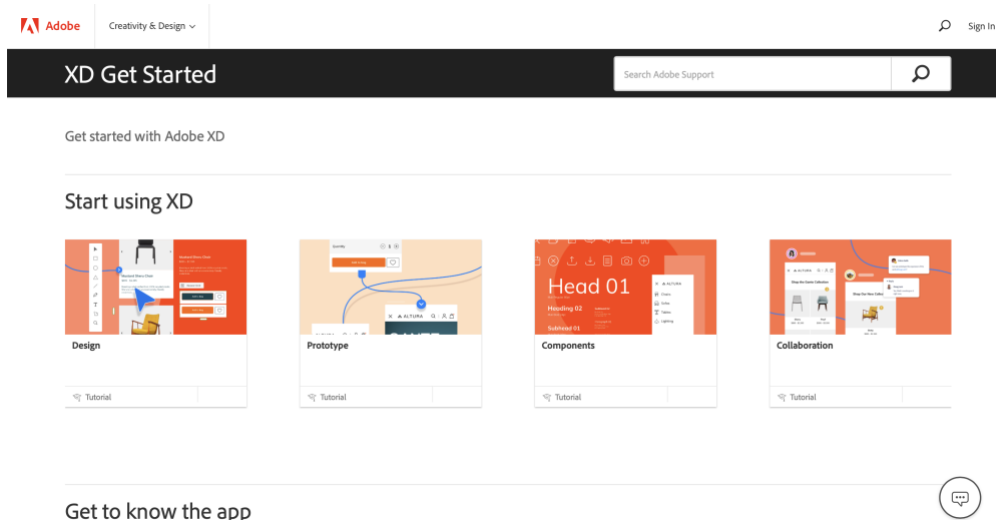 Adobe
Creativity & Design
Sign In
XD Get Started
Search Adobe Support
Get started with Adobe XD
Start using XD
Head 01
Heading 02
Subhead 01
ALTURA
ALTURA
Design
Prototype
Components
Collaboration
Tutorial
Tutorial
Tutorial
Tutorial
Get to know the app